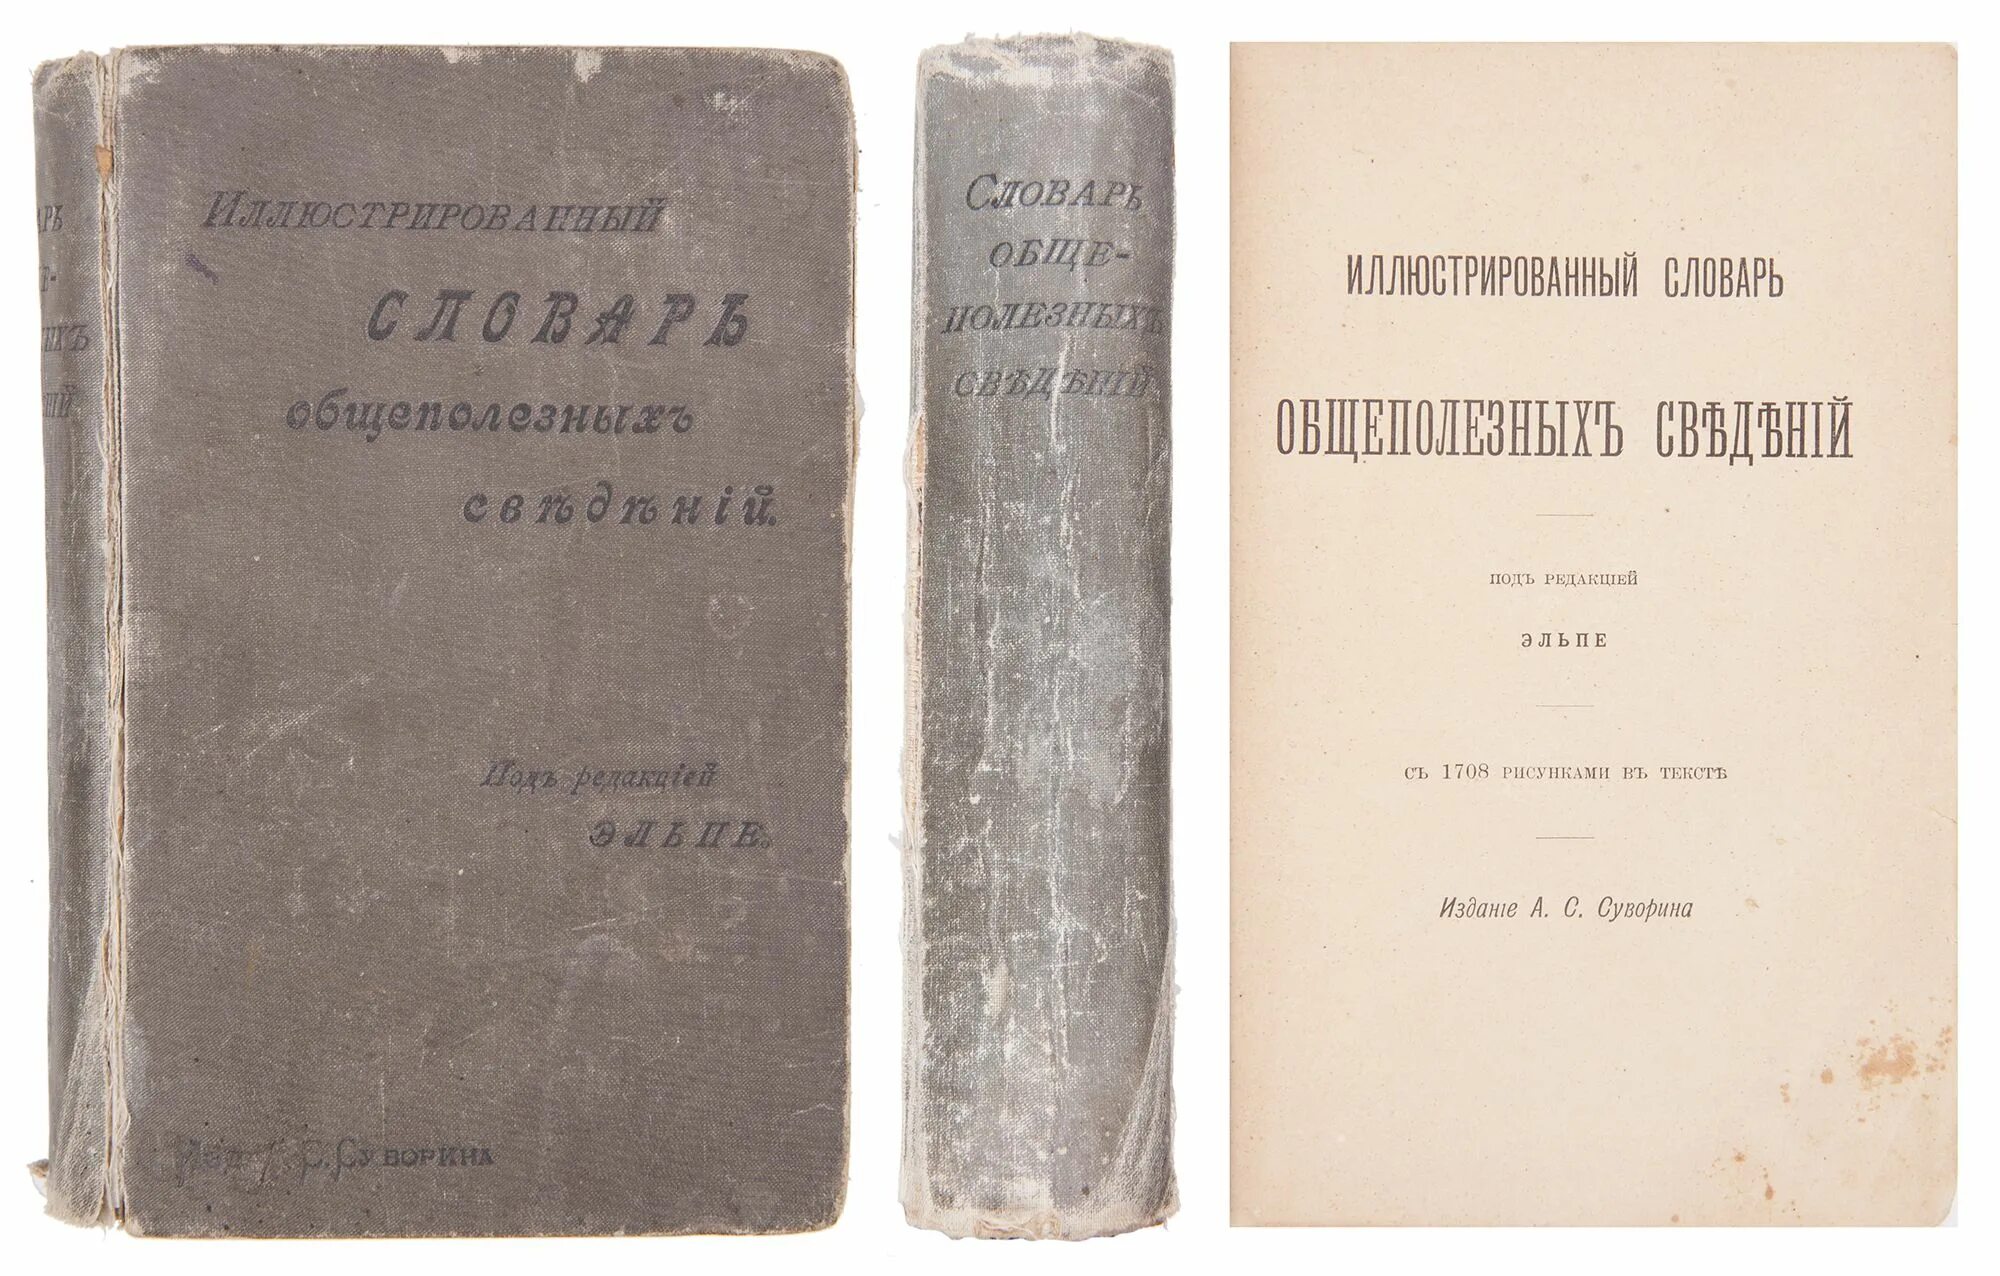 Иллюстрированный
СЛОВАРЬ
общеполезныхъ
свѣдѣній.
Подъ редакціей
ЭЛЬПЕ.
С. Суворина
Словарь
обще-
полезныхъ
свѣдѣній
ИЛЛЮСТРИРОВАННЫЙ СЛОВАРЬ
ОБЩЕПОЛЕЗНЫХЪ СВѢДѢНІЙ
ПОДЪ РЕДАКЦІЕЙ
ЭЛЬПЕ
СЪ 1708 РИСУНКАМИ ВЪ ТЕКСТѢ
Изданіе А. С. Суворина